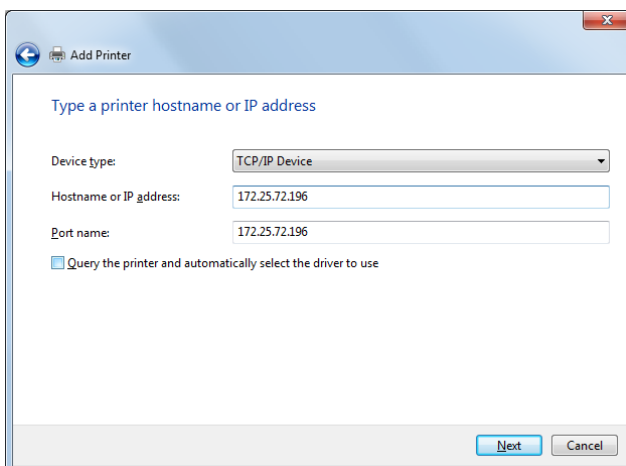 Add Printer
Type a printer hostname or IP address
Device type: TCP/IP Device
Hostname or IP address: 172.25.72.196
Port name: 172.25.72.196
Query the printer and automatically select the driver to use
Next Cancel